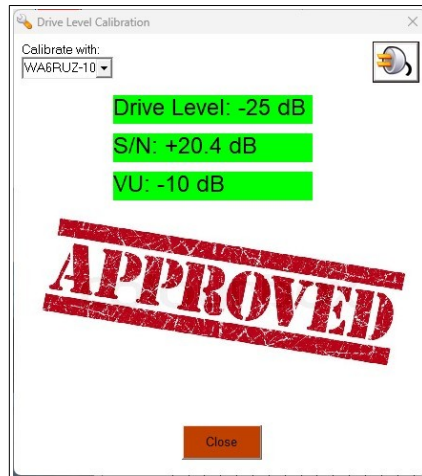 Drive Level Calibration
Calibrate with:
WA6RUZ-10
Drive Level: -25 dB
S/N: +20.4 dB
VU: -10 dB
APPROVED
Close